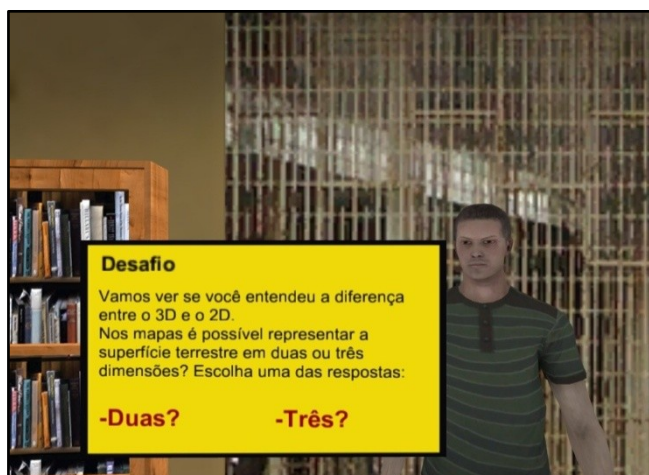 Desafio
Vamos ver se você entendeu a diferença
entre o 3D e o 2D.
Nos mapas é possível representar a
superfície terrestre em duas ou três
dimensões? Escolha uma das respostas:
-Duas? -Três?